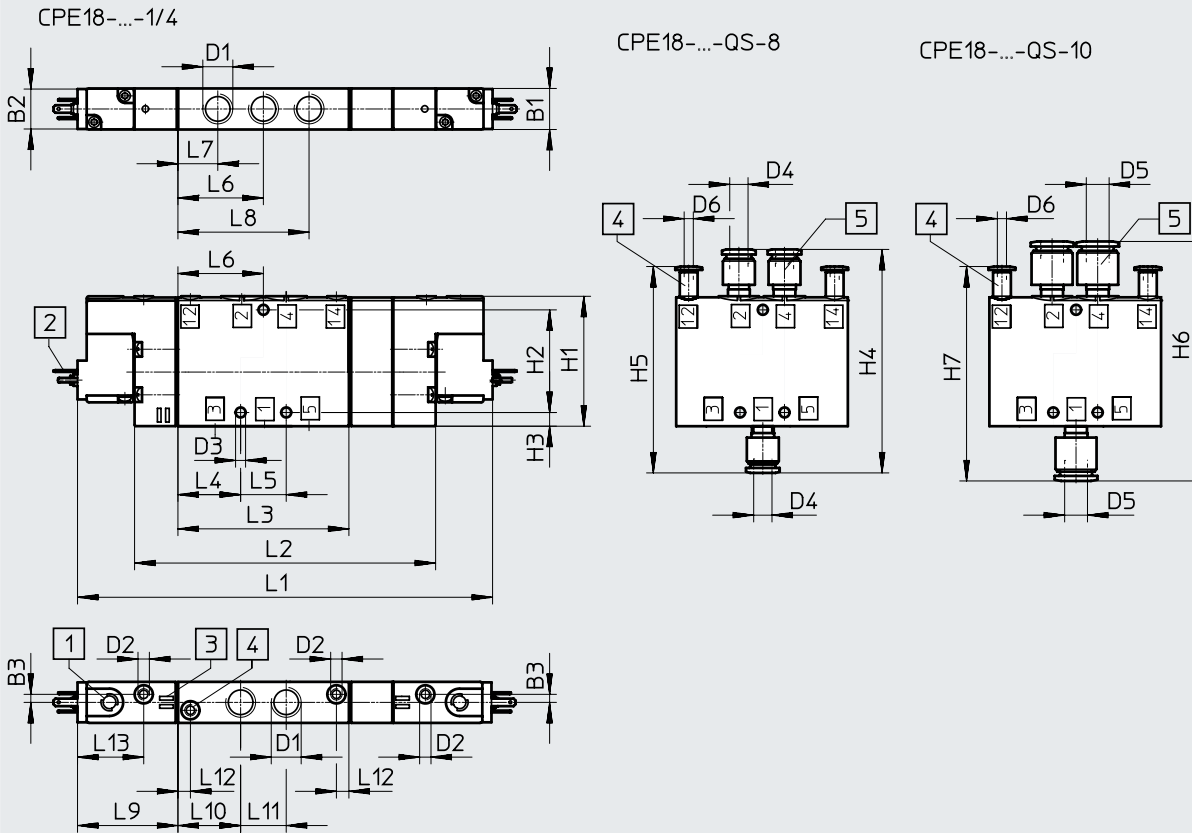 CPE18-...-1/4
CPE18-...-QS-8
CPE18-...-QS-10
D1
B2
B1
L7
L6
L8
L6
2
12
2
4
14
3
1
5
H2
H1
H3
D3
L4
L5
L3
L2
L1
1
D2
3
4
D2
B3
B3
L13
D1
D2
L12
L12
L9
L10
L11
D4
4
D6
5
12
2
4
14
H5
H4
3
1
5
D4
D5
4
D6
5
12
2
4
14
H7
H6
3
1
5
D5